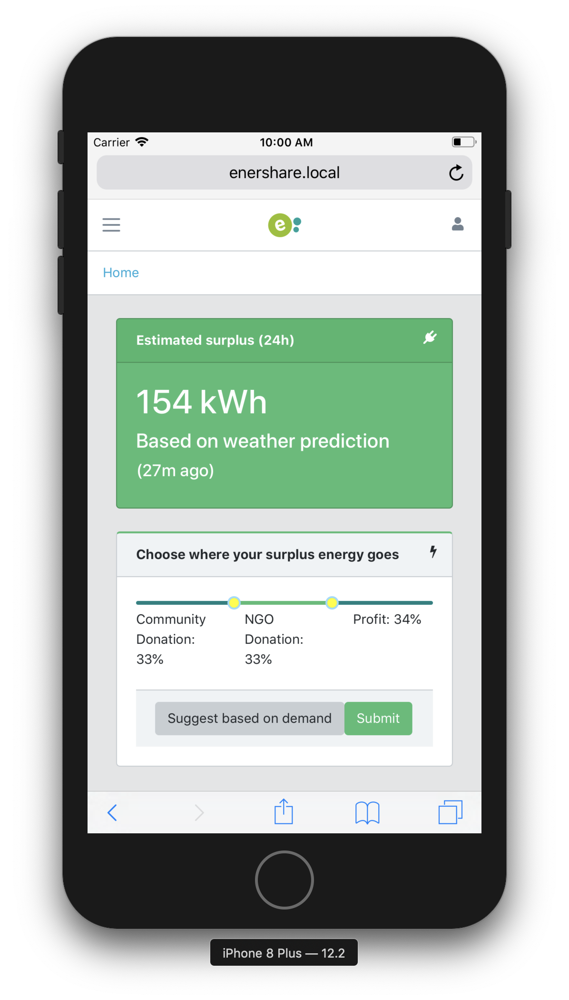 Carrier 10:00 AM
enershare.local
e
Home
Estimated surplus (24h)
154 kWh
Based on weather prediction
(27m ago)
Choose where your surplus energy goes
Community Donation: 33%
NGO Donation: 33%
Profit: 34%
Suggest based on demand Submit
iPhone 8 Plus — 12.2